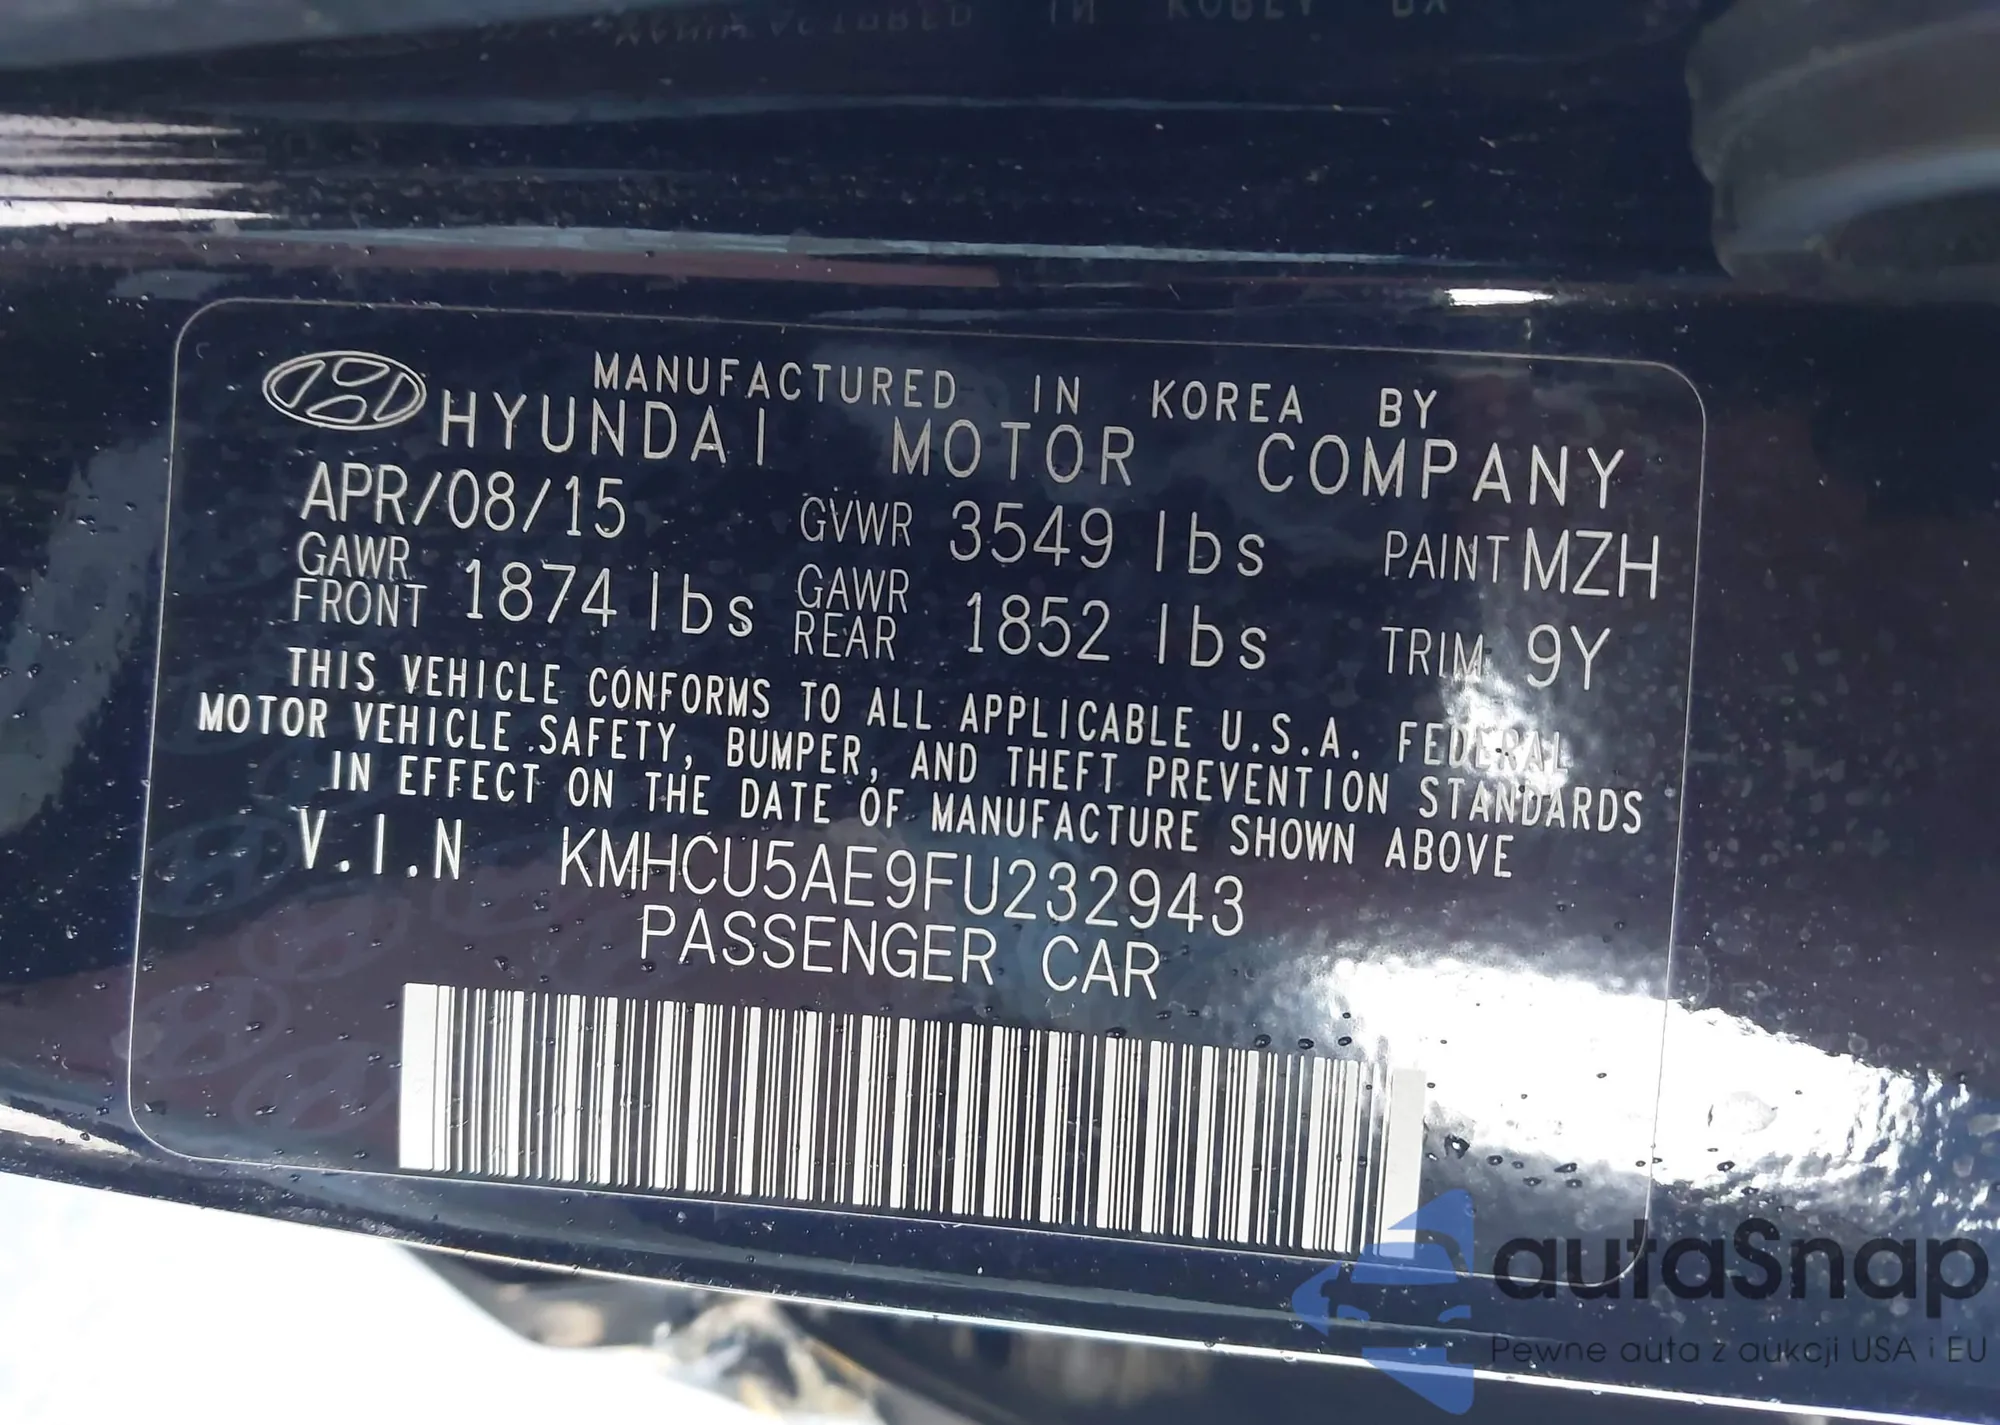 MANUFACTURED IN KOREA BY
HYUNDAI MOTOR COMPANY
APR/08/15 GVWR 3549 lbs PAINT MZH
GAWR FRONT 1874 lbs GAWR REAR 1852 lbs TRIM 9Y
THIS VEHICLE CONFORMS TO ALL APPLICABLE U.S.A. FEDERAL
MOTOR VEHICLE SAFETY, BUMPER, AND THEFT PREVENTION STANDARDS
IN EFFECT ON THE DATE OF MANUFACTURE SHOWN ABOVE
V.I.N KMHCU5AE9FU232943
PASSENGER CAR
autaSnap
Pewne auta z aukcji USA i EU